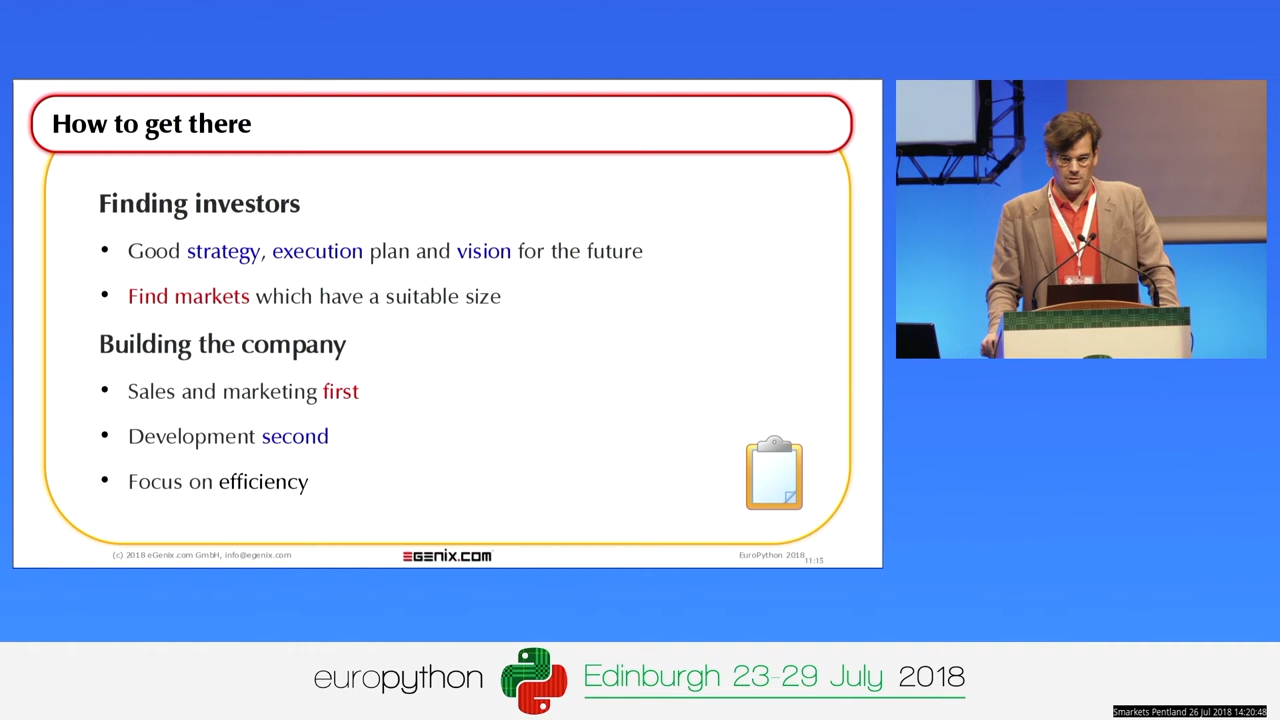 How to get there
Finding investors
• Good strategy, execution plan and vision for the future
• Find markets which have a suitable size
Building the company
• Sales and marketing first
• Development second
• Focus on efficiency
(c) 2018 eGenix.com GmbH, info@egenix.com
EGENIX.COM
EuroPython 2018
11:15
europython
Edinburgh 23-29 July 2018
Smarkets Pentland 26 Jul 2018 14:20:48